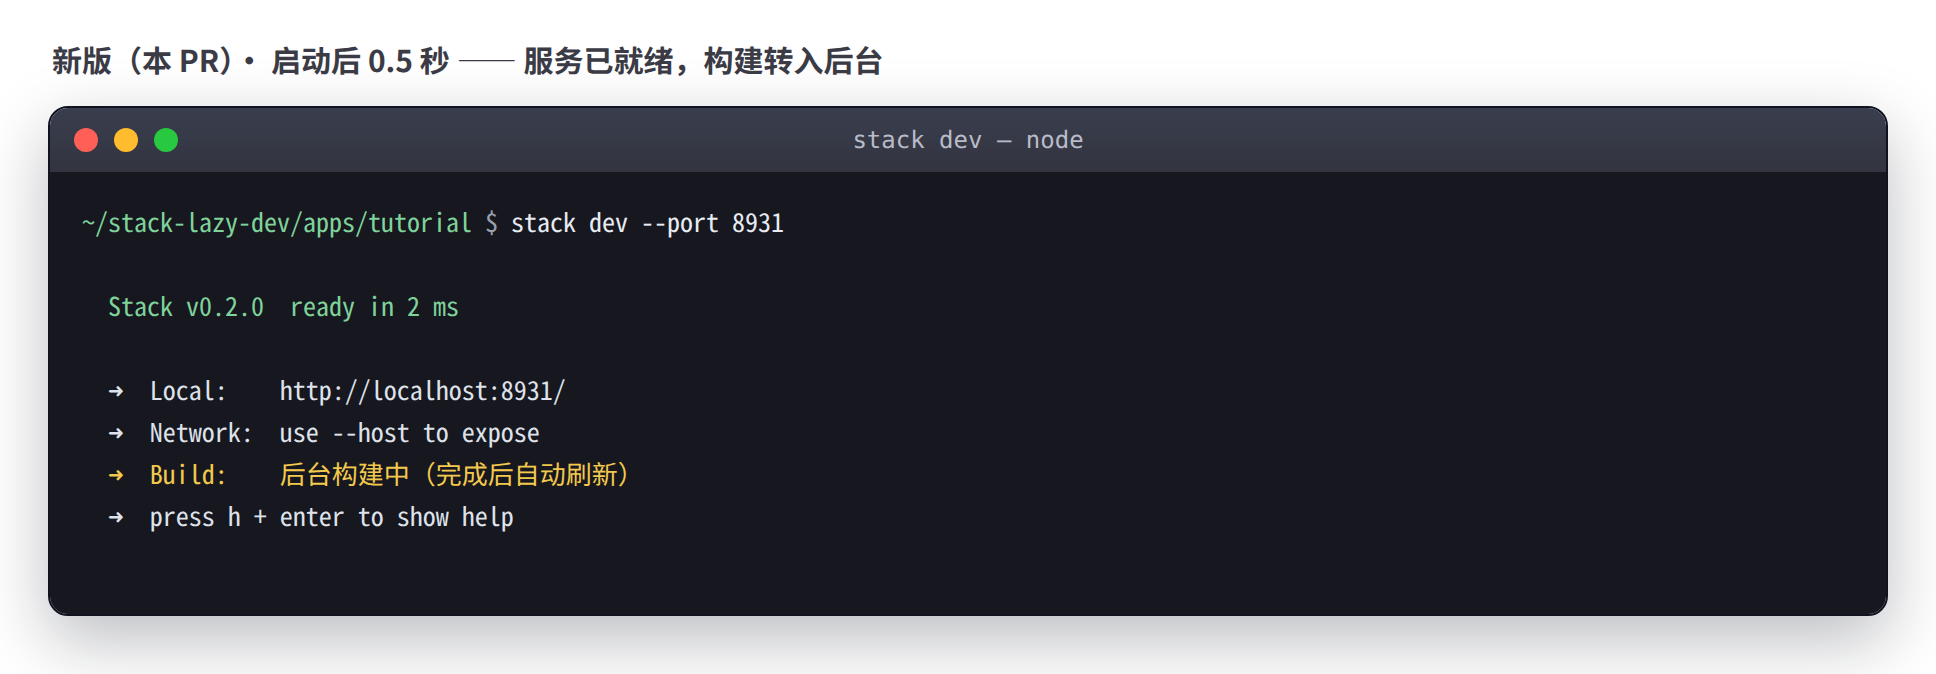 新版（本 PR）· 启动后 0.5 秒 —— 服务已就绪，构建转入后台
stack dev — node
~/stack-lazy-dev/apps/tutorial $ stack dev --port 8931
Stack v0.2.0  ready in 2 ms
➜  Local:    http://localhost:8931/
➜  Network:  use --host to expose
➜  Build:    后台构建中（完成后自动刷新）
➜  press h + enter to show help